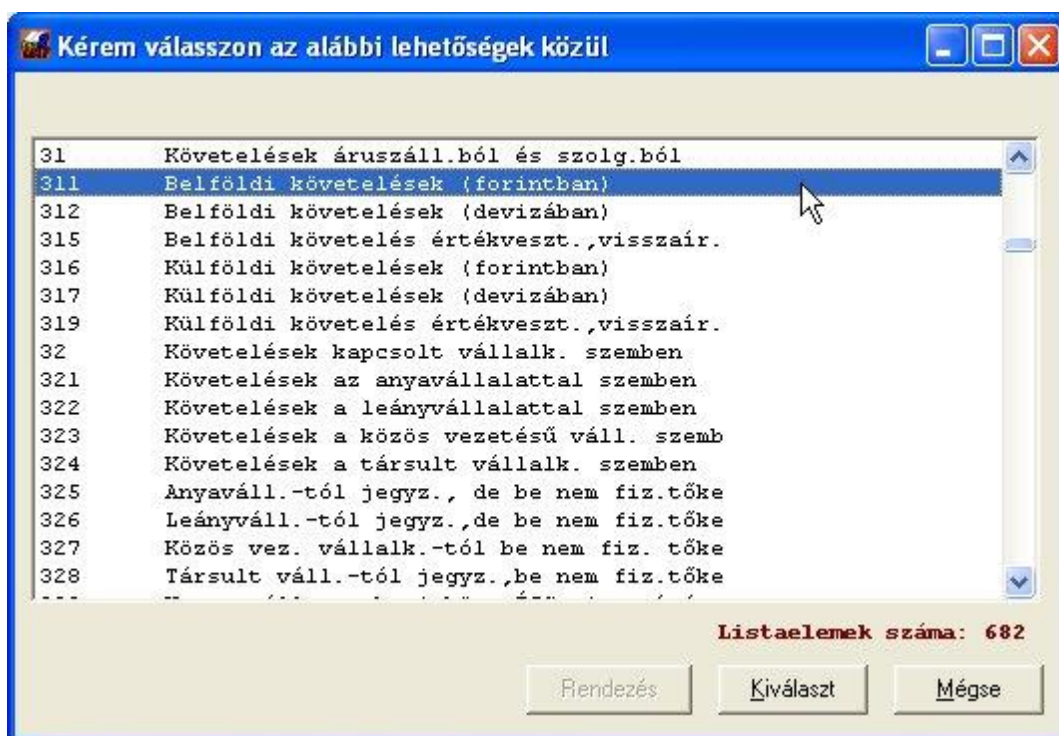 Kérem válasszon az alábbi lehetőségek közül
31 Követelések áruszáll.ból és szolg.ból
311 Belföldi követelések (forintban)
312 Belföldi követelések (devizában)
315 Belföldi követelés értékveszt.,visszaír.
316 Külföldi követelések (forintban)
317 Külföldi követelések (devizában)
319 Külföldi követelés értékveszt.,visszaír.
32 Követelések kapcsolt vállalk. szemben
321 Követelések az anyavállalattal szemben
322 Követelések a leányvállalattal szemben
323 Követelések a közös vezetésű váll. szemb
324 Követelések a társult vállalk. szemben
325 Anyaváll.-tól jegyz., de be nem fiz.tőke
326 Leányváll.-tól jegyz.,de be nem fiz.tőke
327 Közös vez. vállalk.-tól be nem fiz. tőke
328 Társult váll.-tól jegyz.,be nem fiz.tőke
Listaelemek száma: 682
Rendezés Kiválaszt Mégse